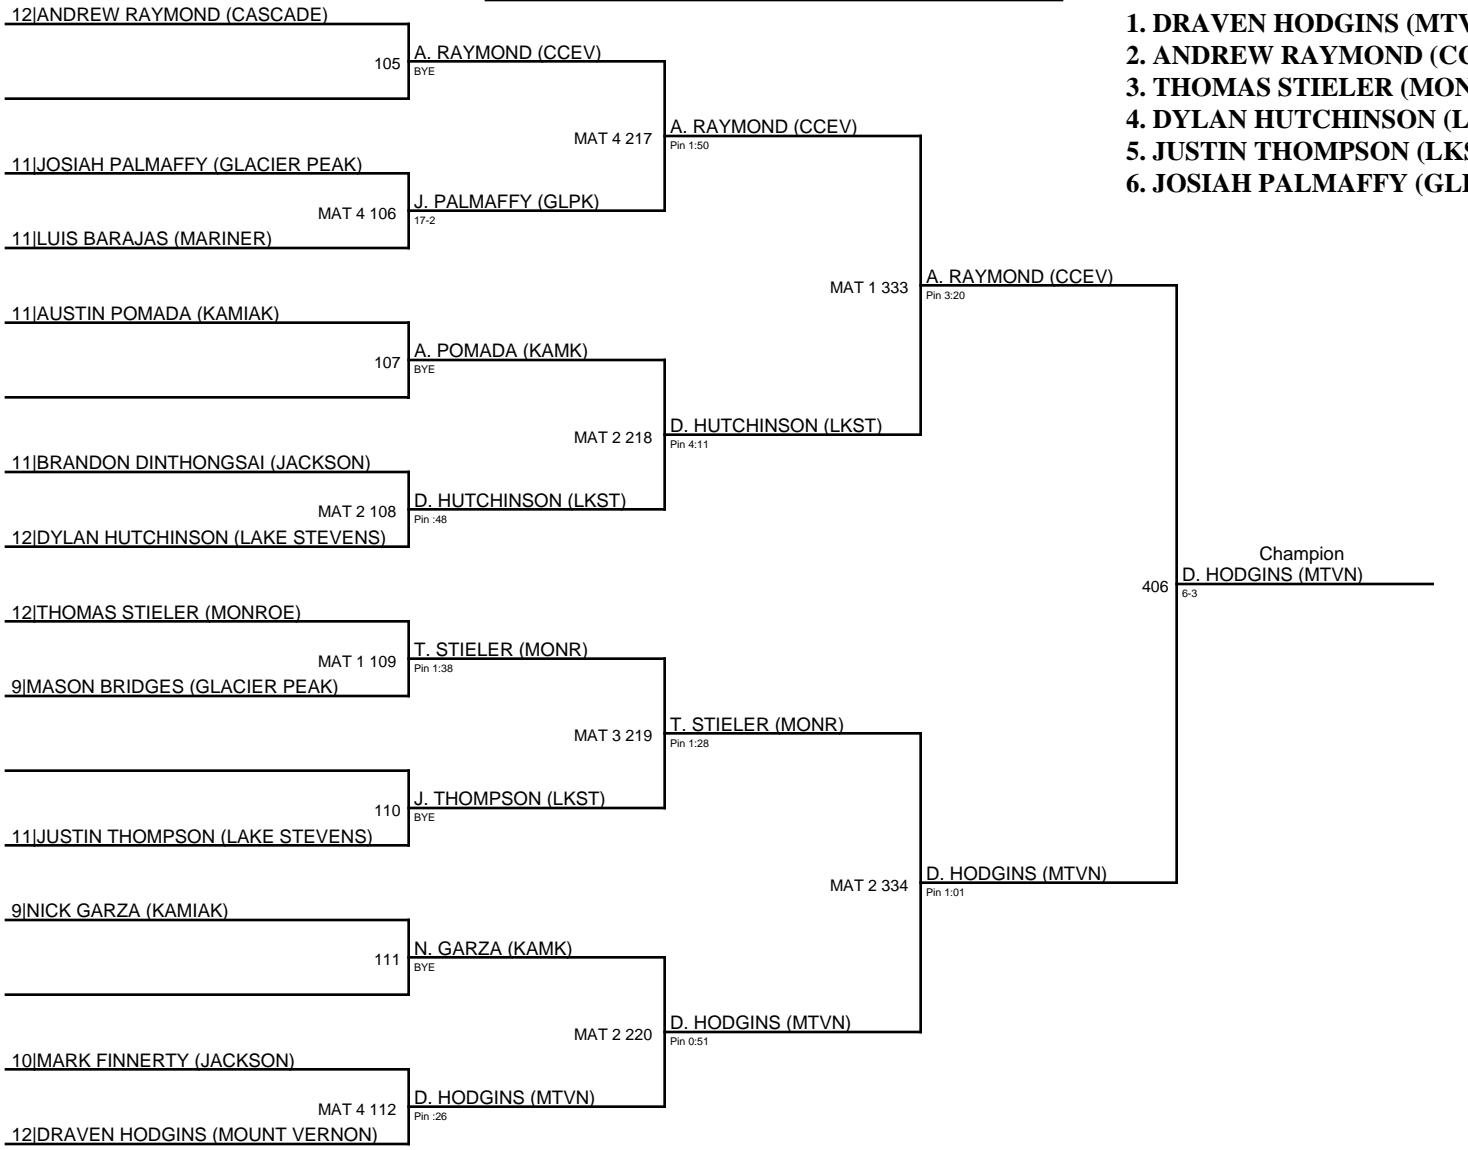 12|ANDREW RAYMOND (CASCADE)
105
A. RAYMOND (CCEV)
BYE
MAT 4 217
A. RAYMOND (CCEV)
Pin 1:50
11|JOSIAH PALMAFFY (GLACIER PEAK)
MAT 4 106
J. PALMAFFY (GLPK)
17-2
11|LUIS BARAJAS (MARINER)
MAT 1 333
A. RAYMOND (CCEV)
Pin 3:20
11|AUSTIN POMADA (KAMIAK)
107
A. POMADA (KAMK)
BYE
MAT 2 218
D. HUTCHINSON (LKST)
Pin 4:11
11|BRANDON DINTHONGSAI (JACKSON)
MAT 2 108
D. HUTCHINSON (LKST)
Pin :48
12|DYLAN HUTCHINSON (LAKE STEVENS)
406
Champion
D. HODGINS (MTVN)
6-3
12|THOMAS STIELER (MONROE)
MAT 1 109
T. STIELER (MONR)
Pin 1:38
9|MASON BRIDGES (GLACIER PEAK)
MAT 3 219
T. STIELER (MONR)
Pin 1:28
110
J. THOMPSON (LKST)
BYE
11|JUSTIN THOMPSON (LAKE STEVENS)
MAT 2 334
D. HODGINS (MTVN)
Pin 1:01
9|NICK GARZA (KAMIAK)
111
N. GARZA (KAMK)
BYE
MAT 2 220
D. HODGINS (MTVN)
Pin 0:51
10|MARK FINNERTY (JACKSON)
MAT 4 112
D. HODGINS (MTVN)
Pin :26
12|DRAVEN HODGINS (MOUNT VERNON)
1. DRAVEN HODGINS
2. ANDREW RAYMOND
3. THOMAS STIELER
4. DYLAN HUTCHINSON
5. JUSTIN THOMPSON
6. JOSIAH PALMAFFY